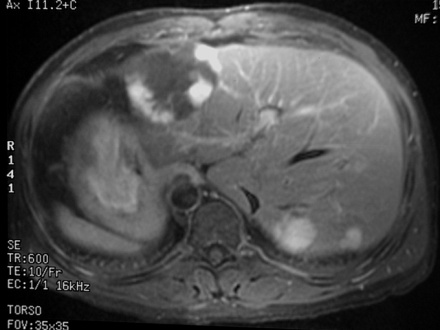 Ax I11.2+C
15
MF:
R
1
4
1
SE
TR:600
TE:10/Fr
EC:1/1 16kHz
TORSO
FOV:35x35